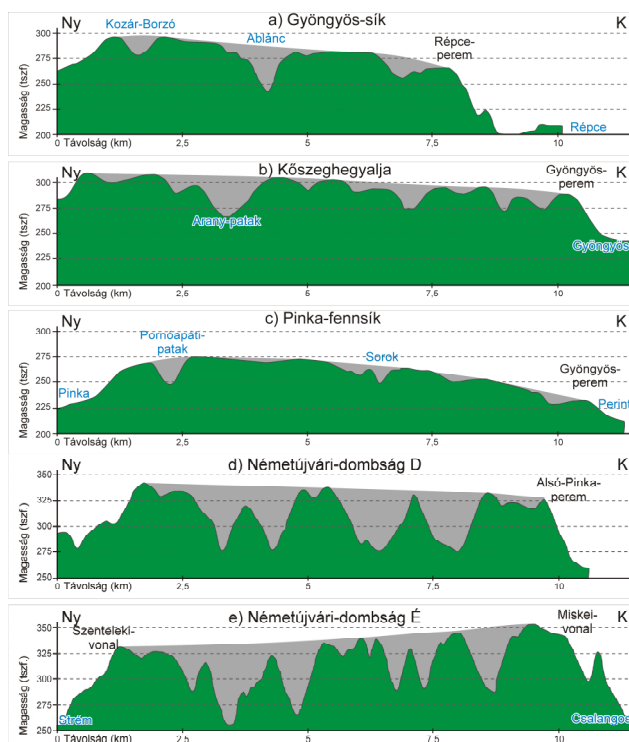 Ny
a) Gyöngyös-sík
K
Kozár-Borzó
Ablánc
Répce-
perem
Répce
Magasság (tszf)
300
275
250
225
200
0 Távolság (km) 2,5 5 7,5 10
Ny
b) Kőszeghegyalja
K
Gyöngyös-
perem
Arany-patak
Gyöngyös
Magasság (tszf)
300
275
250
225
200
0 Távolság (km) 2,5 5 7,5 10
Ny
c) Pinka-fennsík
K
Pornóapáti-
patak
Sorok
Gyöngyös-
perem
Pinka
Perint
Magasság (tszf)
300
275
250
225
200
0 Távolság (km) 2,5 5 7,5 10
Ny
d) Németújvári-dombság D
K
Alsó-Pinka-
perem
Magasság (tszf.)
350
325
300
275
250
0 Távolság (km) 2,5 5 7,5 10
Ny
e) Németújvári-dombság É
K
Szenteleki-
vonal
Miskei-
vonal
Strém
Csalangos
Magasság (tszf.)
350
325
300
275
250
0 Távolság (km) 2,5 5 7,5 10